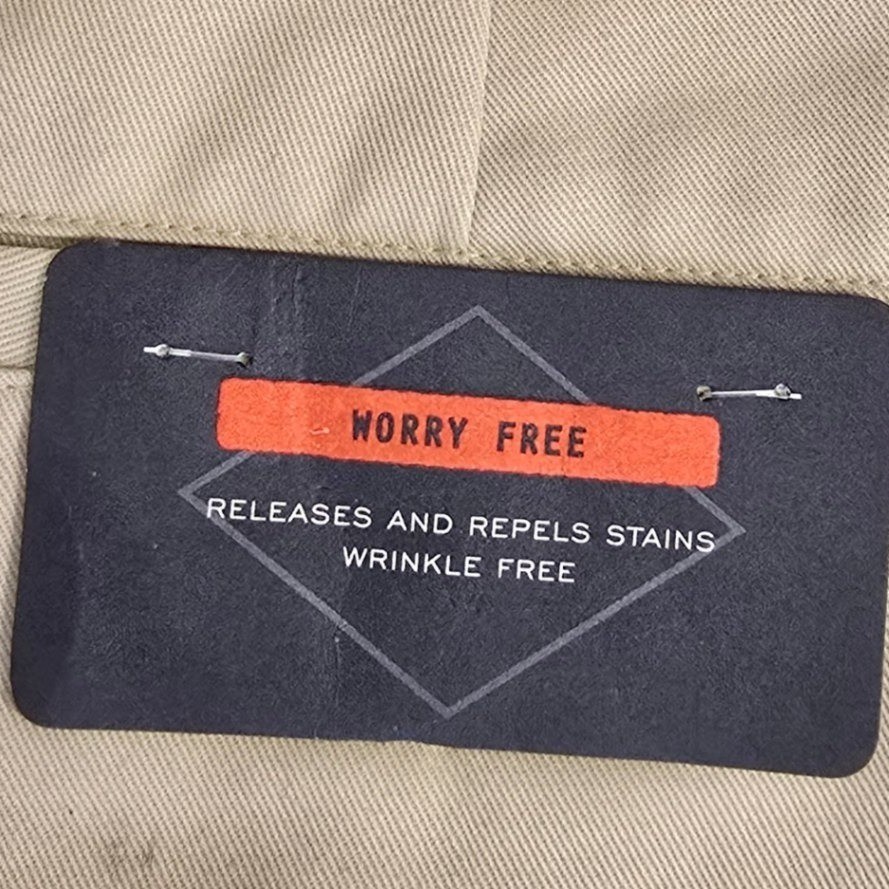 WORRY FREE
RELEASES AND REPELS STAINS
WRINKLE FREE